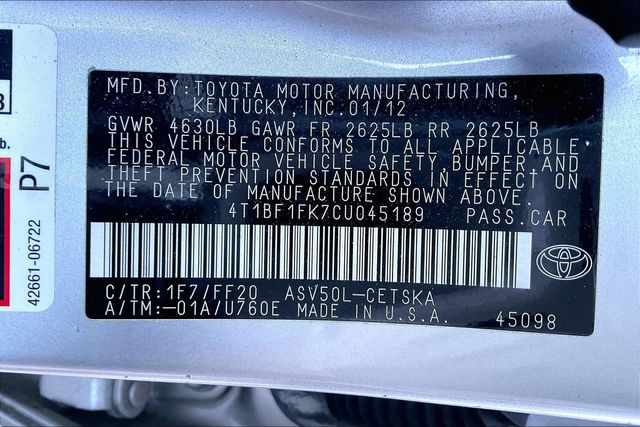 MFD.BY:TOYOTA MOTOR MANUFACTURING,
KENTUCKY,INC.01/12
GVWR 4630LB GAWR FR 2625LB RR 2625LB
THIS VEHICLE CONFORMS TO ALL APPLICABLE
FEDERAL MOTOR VEHICLE SAFETY,BUMPER,AND
THEFT PREVENTION STANDARDS IN EFFECT ON
THE DATE OF MANUFACTURE SHOWN ABOVE.
4T1BF1FK7CU045189 PASS.CAR
C/TR:1F7/FF20 ASV50L-CETSKA
A/TM:-01A/U760E MADE IN U.S.A. 45098
3
b.
P7
42661-06722